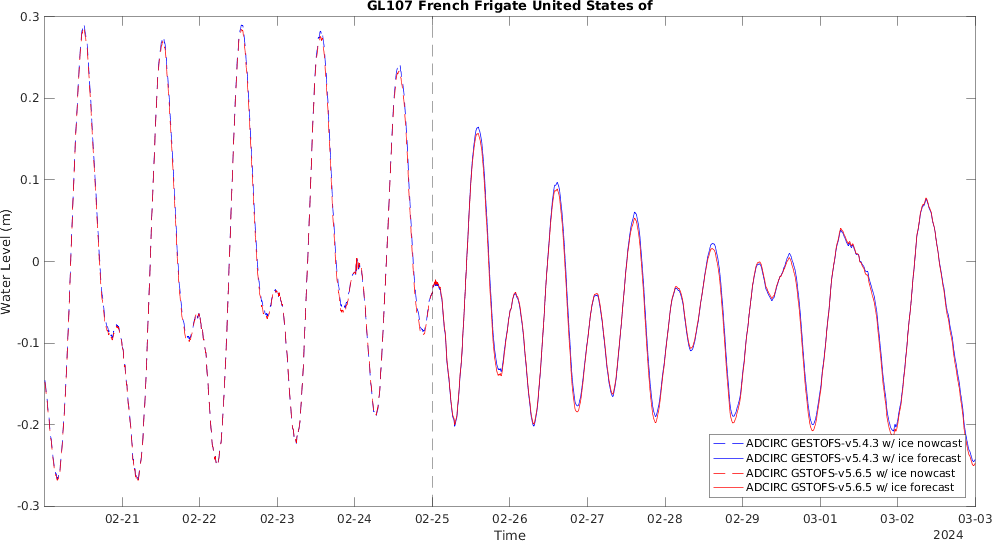 GL107 French Frigate United States of
Water Level (m)
0.3
0.2
0.1
0
-0.1
-0.2
-0.3
ADCIRC GESTOFS-v5.4.3 w/ ice nowcast
ADCIRC GESTOFS-v5.4.3 w/ ice forecast
ADCIRC GSTOFS-v5.6.5 w/ ice nowcast
ADCIRC GSTOFS-v5.6.5 w/ ice forecast
02-21 02-22 02-23 02-24 02-25 02-26 02-27 02-28 02-29 03-01 03-02 03-03
Time
2024